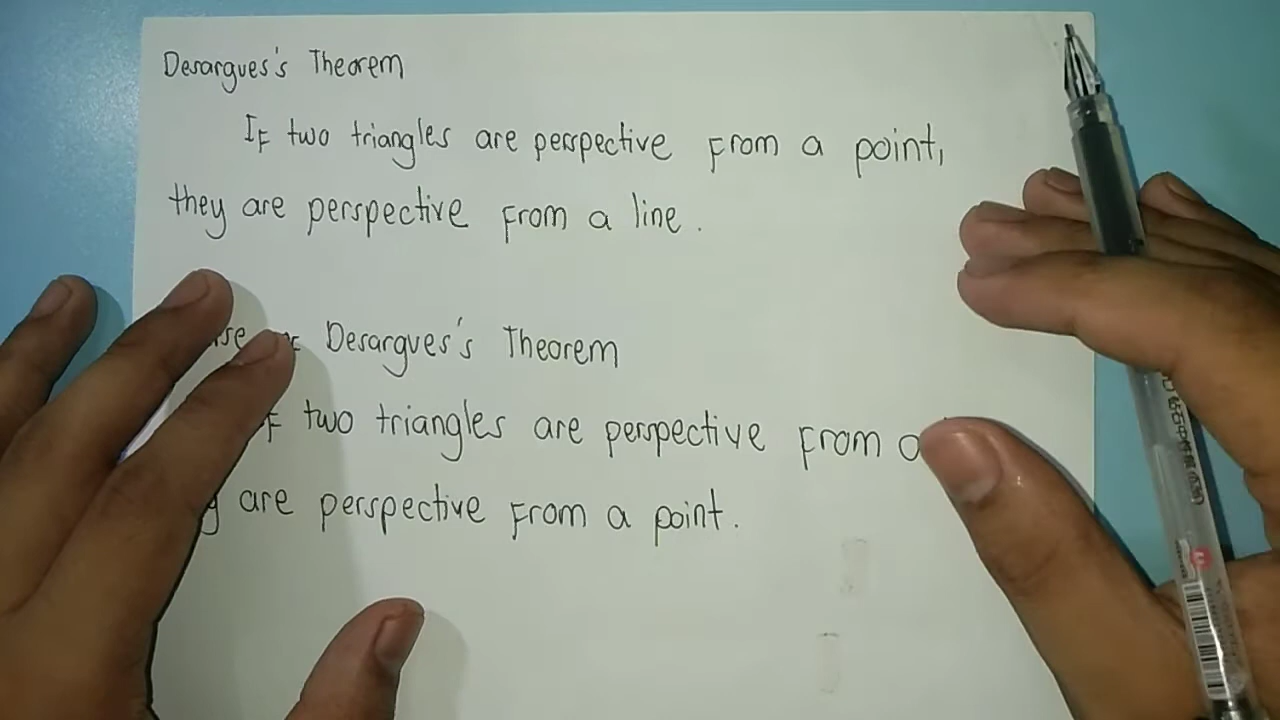 Desargues's Theorem
If two triangles are perspective from a point,
they are perspective from a line.
Desargues's Theorem
two triangles are perspective from
are perspective from a point.